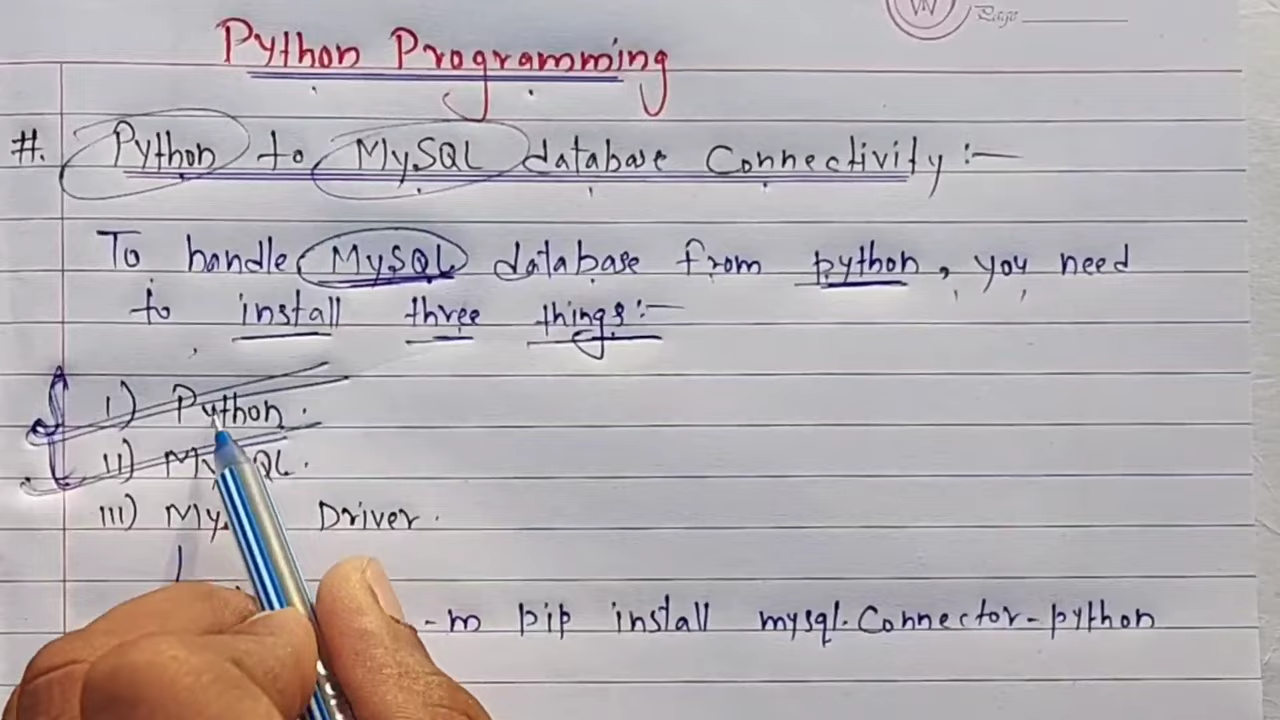 Python Programming
#. Python to MySQL database Connectivity :-
To handle MySQL database from python, you need
to install three things:-
i) Python.
ii) MySQL.
iii) Driver.
-m pip install mysql.Connector-python